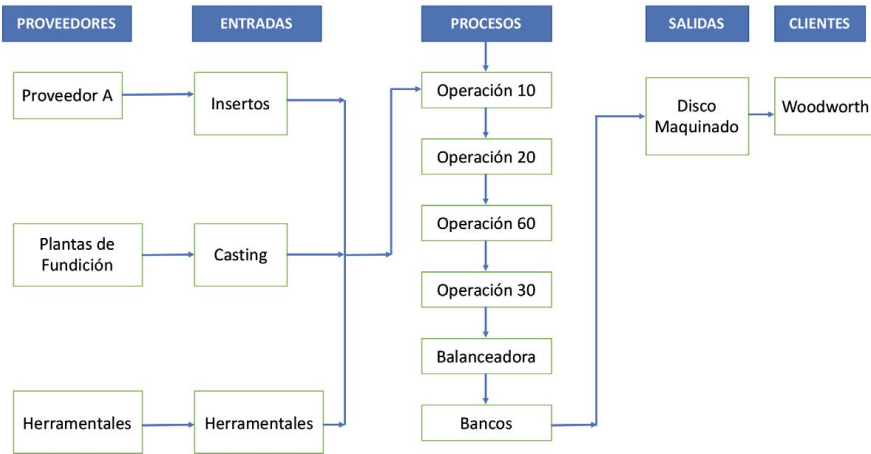 PROVEEDORES
ENTRADAS
PROCESOS
SALIDAS
CLIENTES
Proveedor A
Insertos
Operación 10
Disco
Maquinado
Woodworth
Operación 20
Plantas de
Fundición
Casting
Operación 60
Operación 30
Balanceadora
Herramentales
Herramentales
Bancos